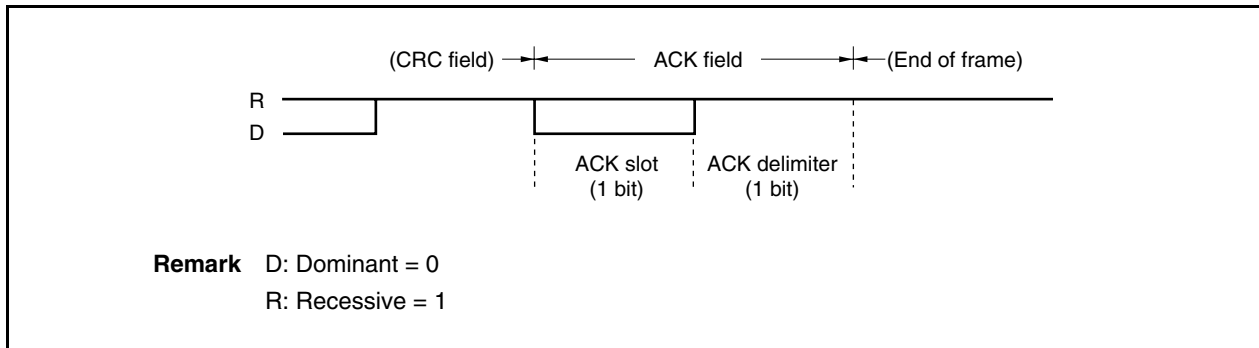 (CRC field) ACK field (End of frame)
R
D
ACK slot ACK delimiter
(1 bit) (1 bit)
Remark D: Dominant = 0
R: Recessive = 1